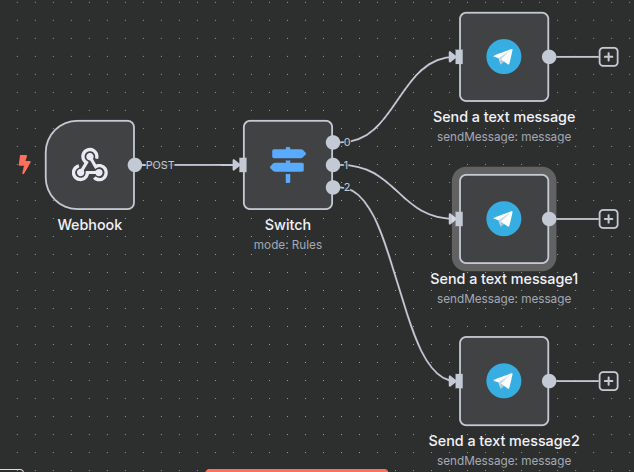 Send a text message
sendMessage: message
POST
0
1
2
Webhook
Switch
mode: Rules
Send a text message1
sendMessage: message
Send a text message2
sendMessage: message